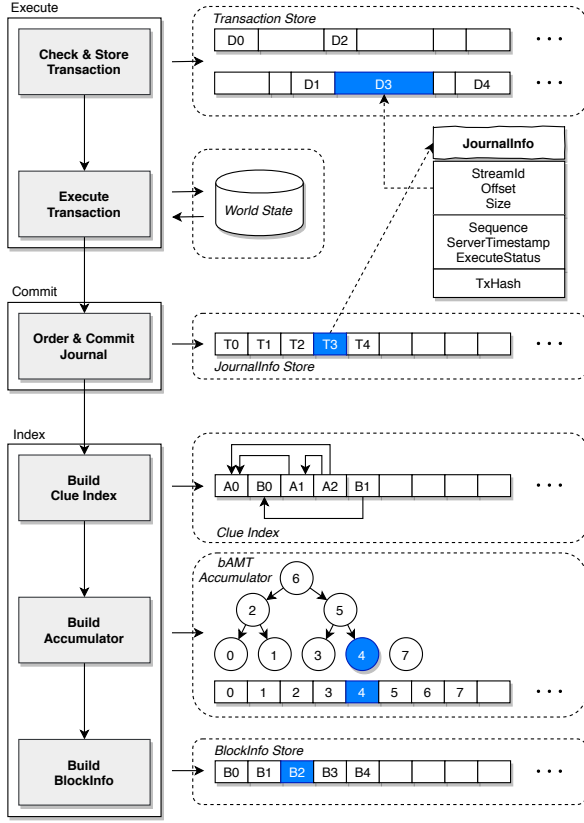 Execute
Check & Store
Transaction
Transaction Store
D0
D2
D1
D3
D4
• • •
• • •
JournalInfo
StreamId
Offset
Size
Sequence
ServerTimestamp
ExecuteStatus
TxHash
Execute
Transaction
World State
Commit
Order & Commit
Journal
T0 T1 T2 T3 T4
• • •
JournalInfo Store
Index
Build
Clue Index
A0 B0 A1 A2 B1
• • •
Clue Index
bAMT
Accumulator
6
2 5
0 1 3 4 7
Build
Accumulator
0 1 2 3 4 5 6 7
• • •
Build
BlockInfo
BlockInfo Store
B0 B1 B2 B3 B4
• • •